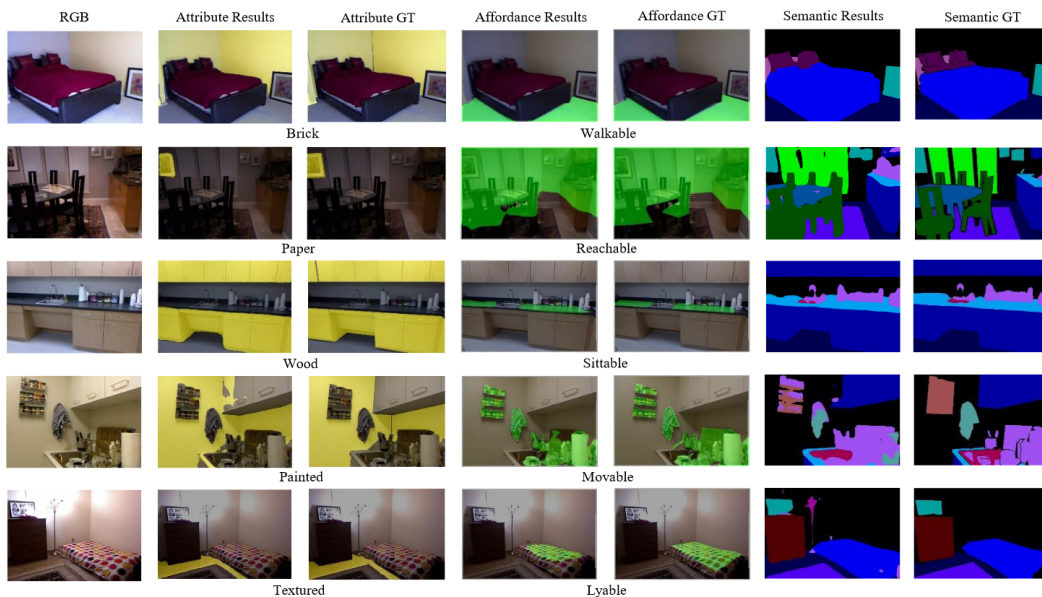 RGB Attribute Results Attribute GT Affordance Results Affordance GT Semantic Results Semantic GT
Brick Walkable
Paper Reachable
Wood Sittable
Painted Movable
Textured Lyable